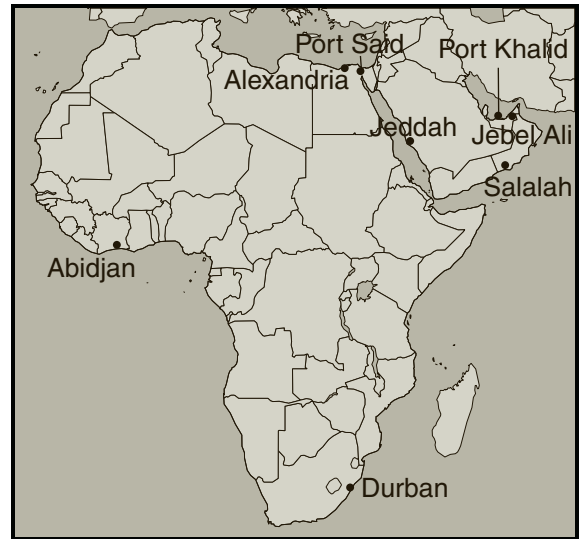 Port Said
Port Khalid
Alexandria
Jeddah
Jebel Ali
Salalah
Abidjan
Durban